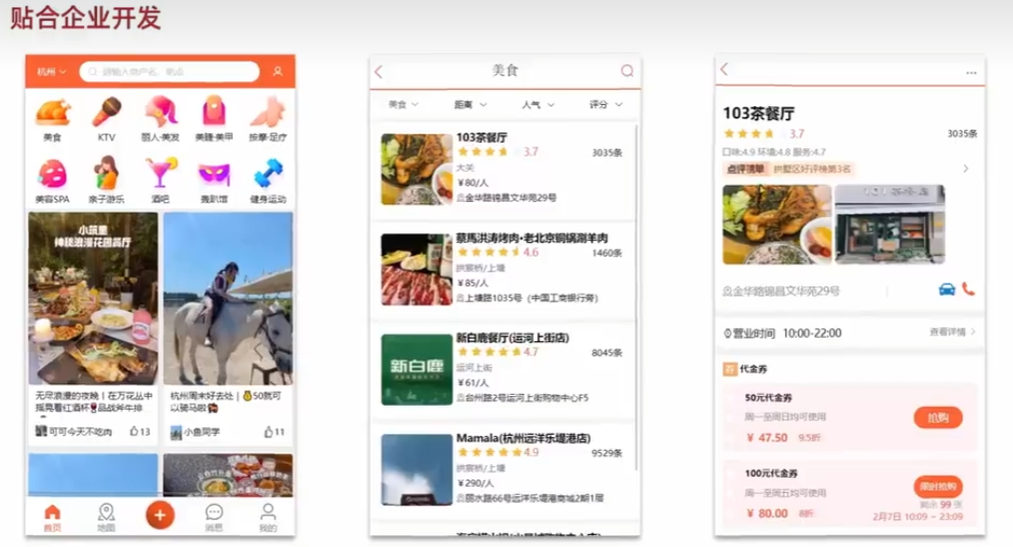 贴合企业开发
杭州
请输入商户名、地点
美食
KTV
丽人·美发
美睫·美甲
按摩·足疗
美容SPA
亲子游乐
酒吧
轰趴馆
健身运动
小筑里
神秘浪漫花园餐厅
无尽浪漫的夜晚丨在万花丛中
摇晃着红酒杯🍷品战斧牛排
可可今天不吃肉
13
杭州周末好去处丨💰50就可
以骑马啦🐎
小鱼同学
11
首页
地图
消息
我的
美食
美食
距离
人气
评分
103茶餐厅
3.7
3035条
大关
￥80/人
金华路锦昌文华苑29号
蔡馬洪涛烤肉·老北京铜锅涮羊肉
4.6
1460条
拱宸桥/上塘
￥85/人
上塘路1035号（中国工商银行旁）
新白鹿
新白鹿餐厅(运河上街店)
4.7
8045条
运河上街
￥61/人
台州路2号运河上街购物中心F5
Mamala(杭州远洋乐堤港店)
4.9
9529条
拱宸桥/上塘
￥290/人
丽水路66号远洋乐堤港商城2期1层
103茶餐厅
3.7
3035条
口味:4.9 环境:4.8 服务:4.7
点评清单
拱墅区好评榜第3名
金华路锦昌文华苑29号
营业时间
10:00-22:00
查看详情
券
代金券
50元代金券
周一至周日均可使用
￥ 47.50
9.5折
抢购
100元代金券
周一至周五均可使用
￥ 80.00
8折
限时抢购
剩余 99 张
2月7日 10:09 ~ 23:09